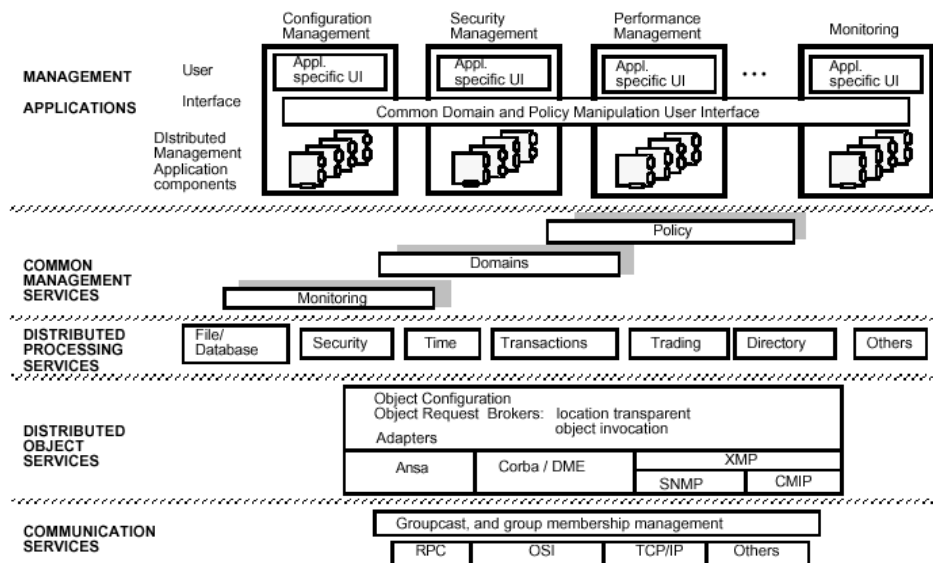 Configuration Management
Security Management
Performance Management
Monitoring
MANAGEMENT
APPLICATIONS
User
Interface
Appl. specific UI
Appl. specific UI
Appl. specific UI
...
Appl. specific UI
Common Domain and Policy Manipulation User Interface
DIstributed
Management
Application
components
Policy
COMMON
MANAGEMENT
SERVICES
Domains
Monitoring
DISTRIBUTED
PROCESSING
SERVICES
File/
Database
Security
Time
Transactions
Trading
Directory
Others
DISTRIBUTED
OBJECT
SERVICES
Object Configuration
Object Request Brokers: location transparent
object invocation
Adapters
Ansa
Corba / DME
XMP
SNMP
CMIP
COMMUNICATION
SERVICES
Groupcast, and group membership management
RPC
OSI
TCP/IP
Others